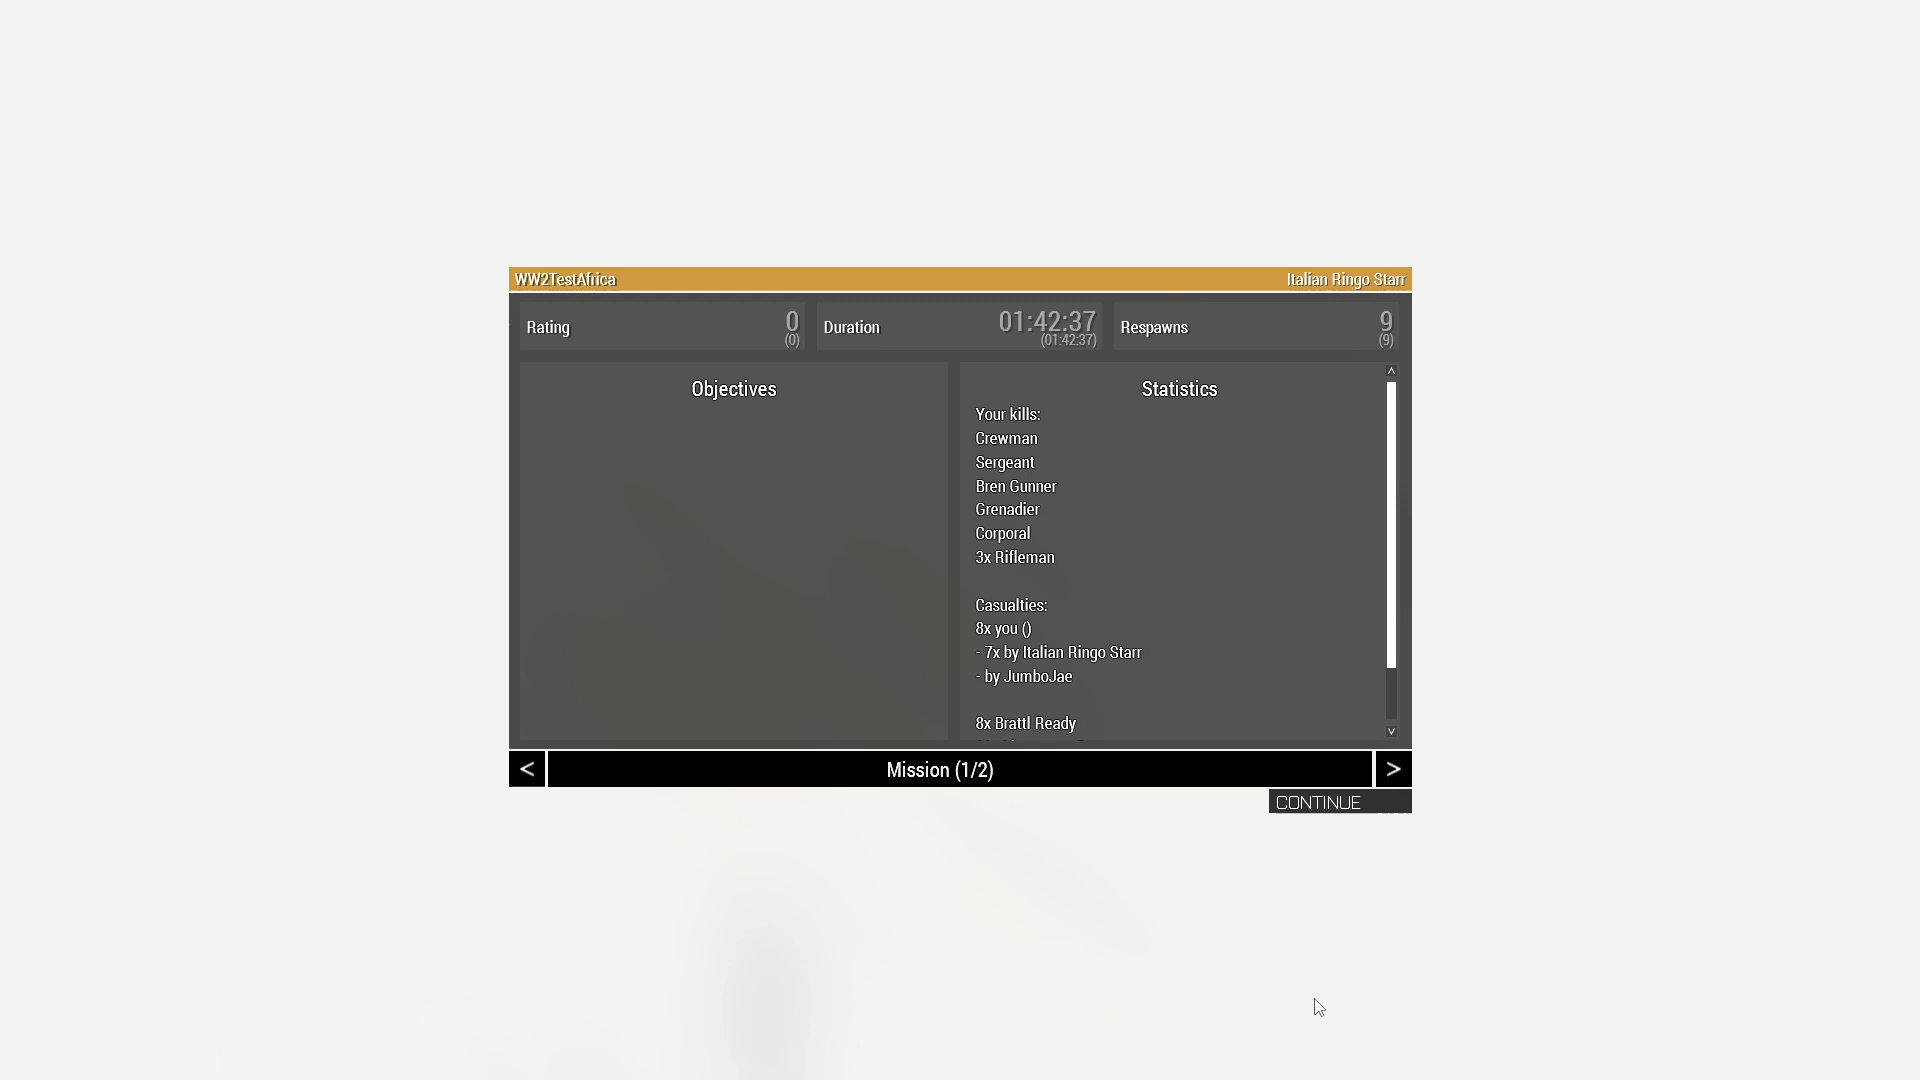 WW2TestAfrica
Italian Ringo Starr
Rating
0
(0)
Duration
01:42:37
(01:42:37)
Respawns
9
(9)
Objectives
Statistics
Your kills:
Crewman
Sergeant
Bren Gunner
Grenadier
Corporal
3x Rifleman
Casualties:
8x you ()
- 7x by Italian Ringo Starr
- by JumboJae
8x Brattl Ready
<
Mission (1/2)
>
CONTINUE